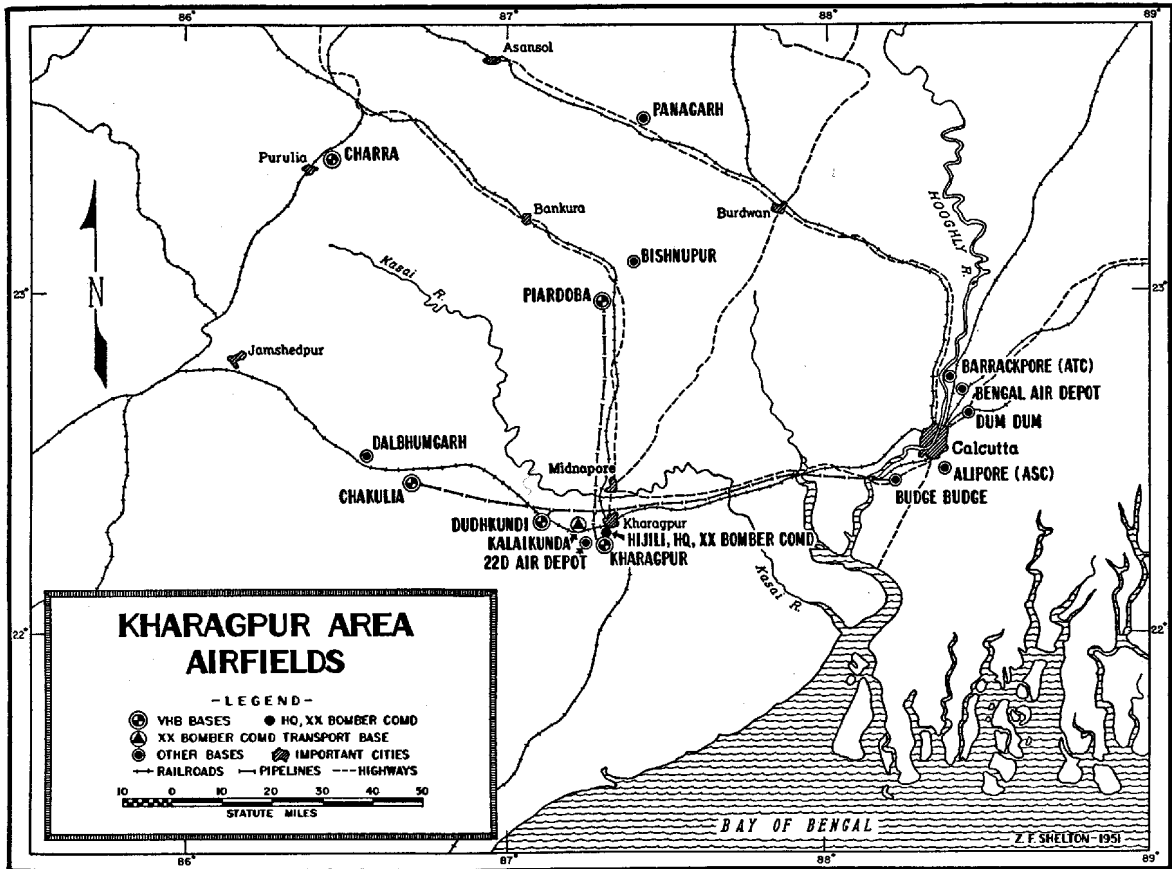 86°
87°
88°
89°
Asansol
PANAGARH
Purulia
CHARRA
Bankura
Burdwan
HOOGHLY R.
BISHNUPUR
Kasai R.
PIARDOBA
23°
23°
N
Jamshedpur
BARRACKPORE (ATC)
BENGAL AIR DEPOT
DUM DUM
DALBHUMGARH
Calcutta
Midnapore
ALIPORE (ASC)
CHAKULIA
BUDGE BUDGE
DUDHKUNDI
Kharagpur
KALAIKUNDA
HIJILI, HQ, XX BOMBER COMD
22D AIR DEPOT
KHARAGPUR
Kasai R.
22°
22°
KHARAGPUR AREA
AIRFIELDS
-LEGEND-
VHB BASES HQ, XX BOMBER COMD
XX BOMBER COMD TRANSPORT BASE
OTHER BASES IMPORTANT CITIES
RAILROADS PIPELINES HIGHWAYS
10 0 10 20 30 40 50
STATUTE MILES
BAY OF BENGAL
Z. F. SHELTON-1951
86°
87°
88°
89°